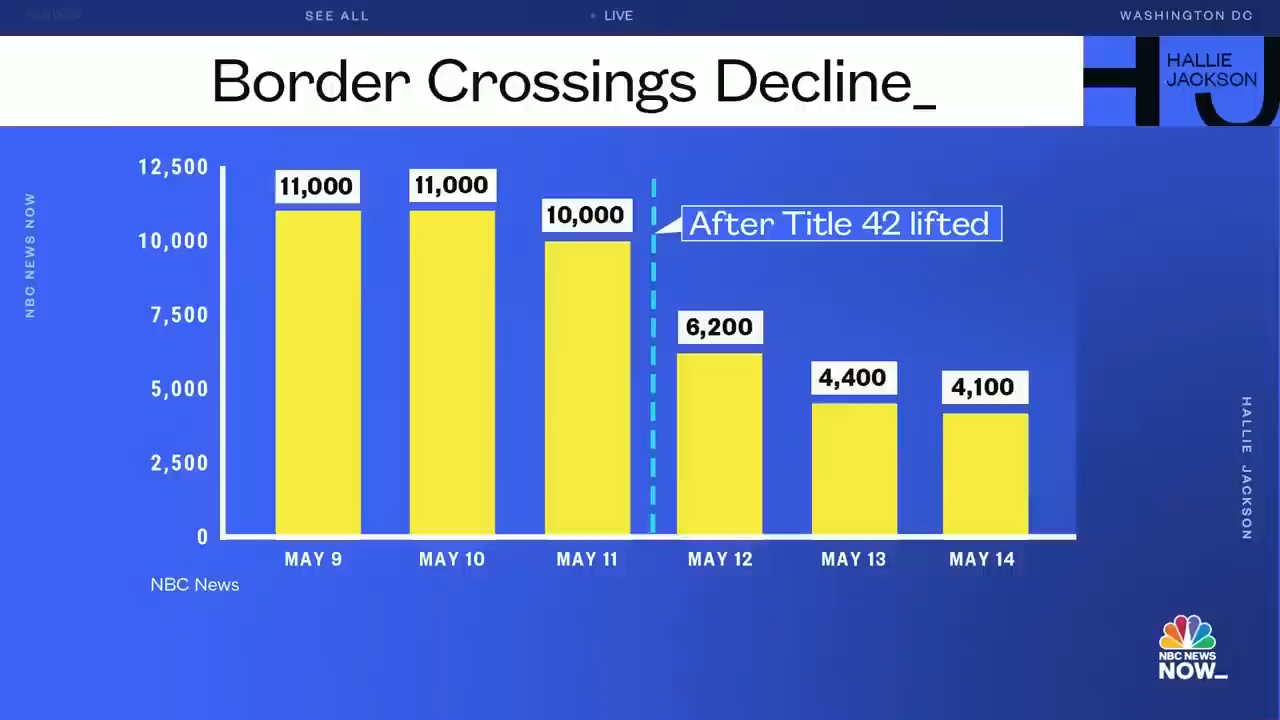 SEE ALL
LIVE
WASHINGTON DC
Border Crossings Decline_
HJ
HALLIE
JACKSON
12,500
10,000
7,500
5,000
2,500
0
11,000
11,000
10,000
After Title 42 lifted
6,200
4,400
4,100
MAY 9
MAY 10
MAY 11
MAY 12
MAY 13
MAY 14
NBC News
NBC NEWS NOW
HALLIE JACKSON
NBC NEWS
NOW_